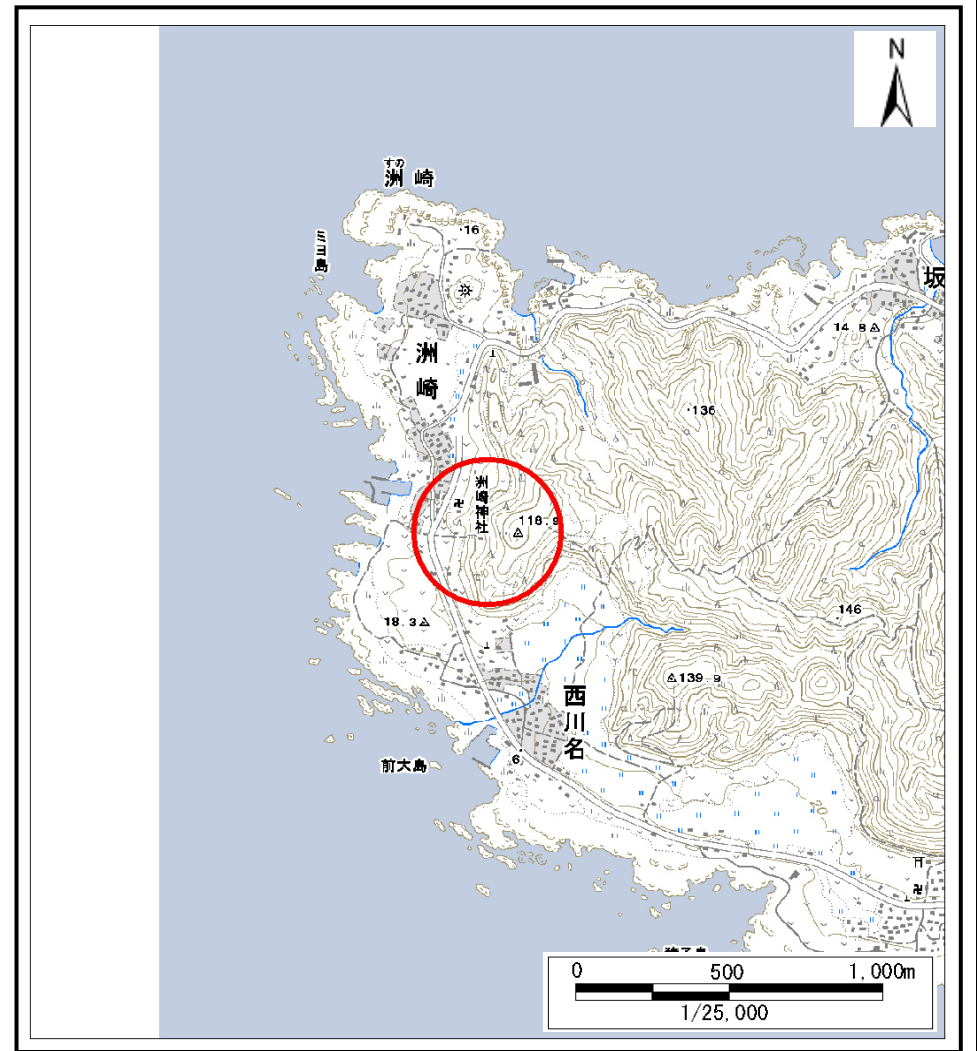 N
すの
洲崎
ミヨ島
16
坂
14.8
洲崎
136
洲崎神社
118.9
146
18.3
139.9
西川名
前大島
6
0 500 1,000m
1/25,000